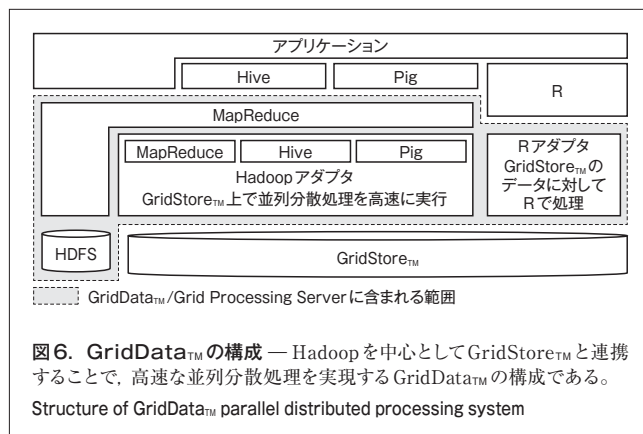 アプリケーション
Hive
Pig
R
MapReduce
MapReduce
Hive
Pig
Hadoopアダプタ
GridStore™上で並列分散処理を高速に実行
Rアダプタ
GridStore™の
データに対して
Rで処理
HDFS
GridStore™
GridData™/Grid Processing Serverに含まれる範囲
図6. GridData™の構成 — Hadoopを中心としてGridStore™と連携
することで，高速な並列分散処理を実現するGridData™の構成である。
Structure of GridData™ parallel distributed processing system